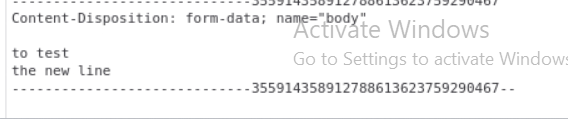 -----------------------------355914358912788613623759290467
Content-Disposition: form-data; name="body"
Activate Windows
to test
Go to Settings to activate Windows
the new line
-----------------------------355914358912788613623759290467--